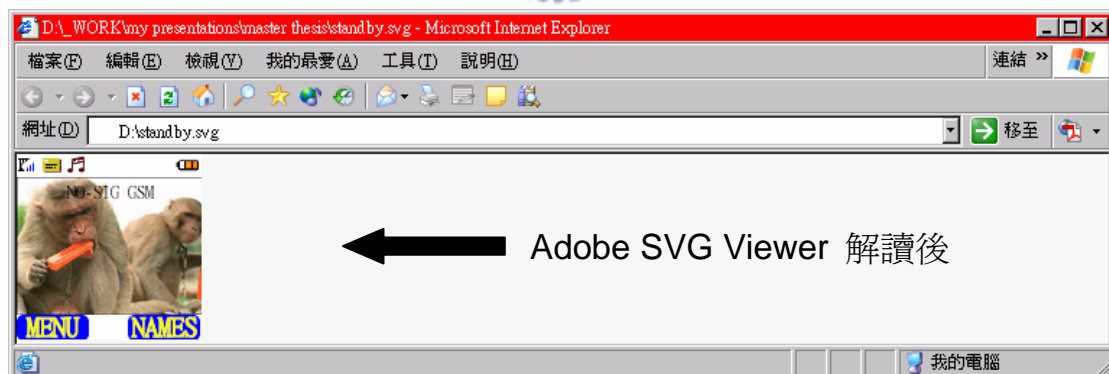 D:\_WORK\my presentations\master thesis\standby.svg - Microsoft Internet Explorer
檔案(F) 編輯(E) 檢視(V) 我的最愛(A) 工具(T) 說明(H) 連結 »
網址(D) D:\standby.svg 移至
NO-SIG GSM
Adobe SVG Viewer 解讀後
MENU NAMES
我的電腦